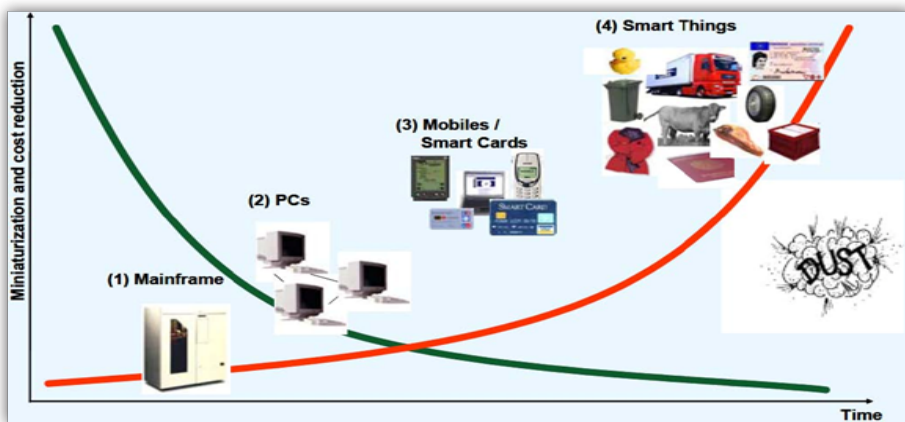 (4) Smart Things
(3) Mobiles /
Smart Cards
SMART CARD
(2) PCs
(1) Mainframe
DUST
Miniaturization and cost reduction
Time